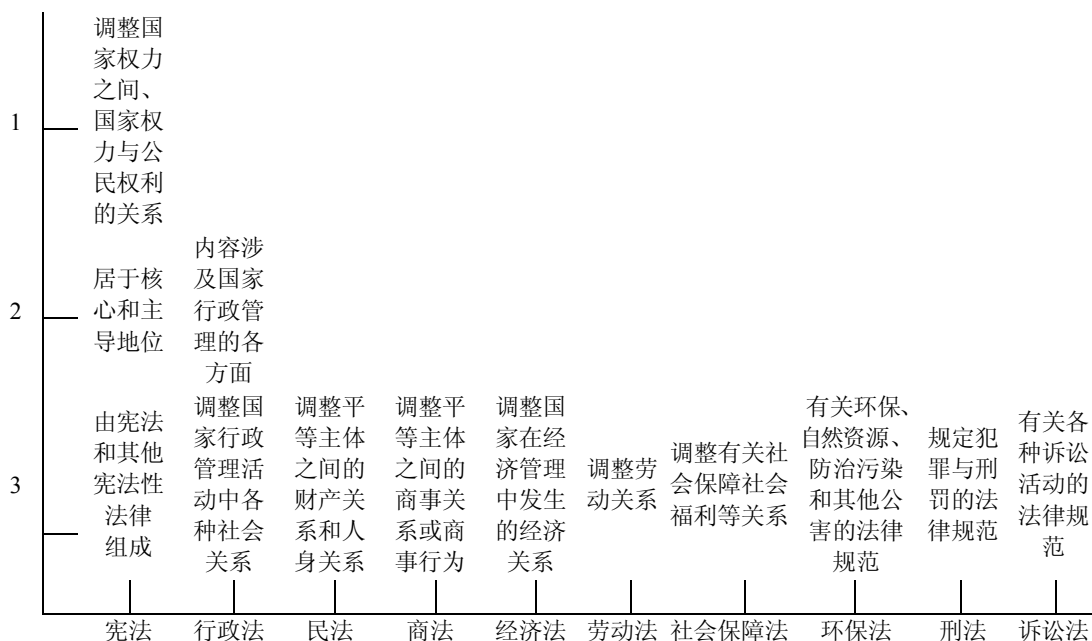 1
调整国
家权力
之间、
国家权
力与公
民权利
的关系
2
居于核
心和主
导地位
内容涉
及国家
行政管
理的各
方面
3
由宪法
和其他
宪法性
法律
组成
调整国
家行政
管理活
动中各
种社会
关系
调整平
等主体
之间的
财产关
系和人
身关系
调整平
等主体
之间的
商事关
系或商
事行为
调整国
家在经
济管理
中发生
的经济
关系
调整劳
动关系
调整有关社
会保障社会
福利等关系
有关环保、
自然资源、
防治污染
和其他公
害的法律
规范
规定犯
罪与刑
罚的法
律规范
有关各
种诉讼
活动的
法律规
范
宪法 行政法 民法 商法 经济法 劳动法 社会保障法 环保法 刑法 诉讼法